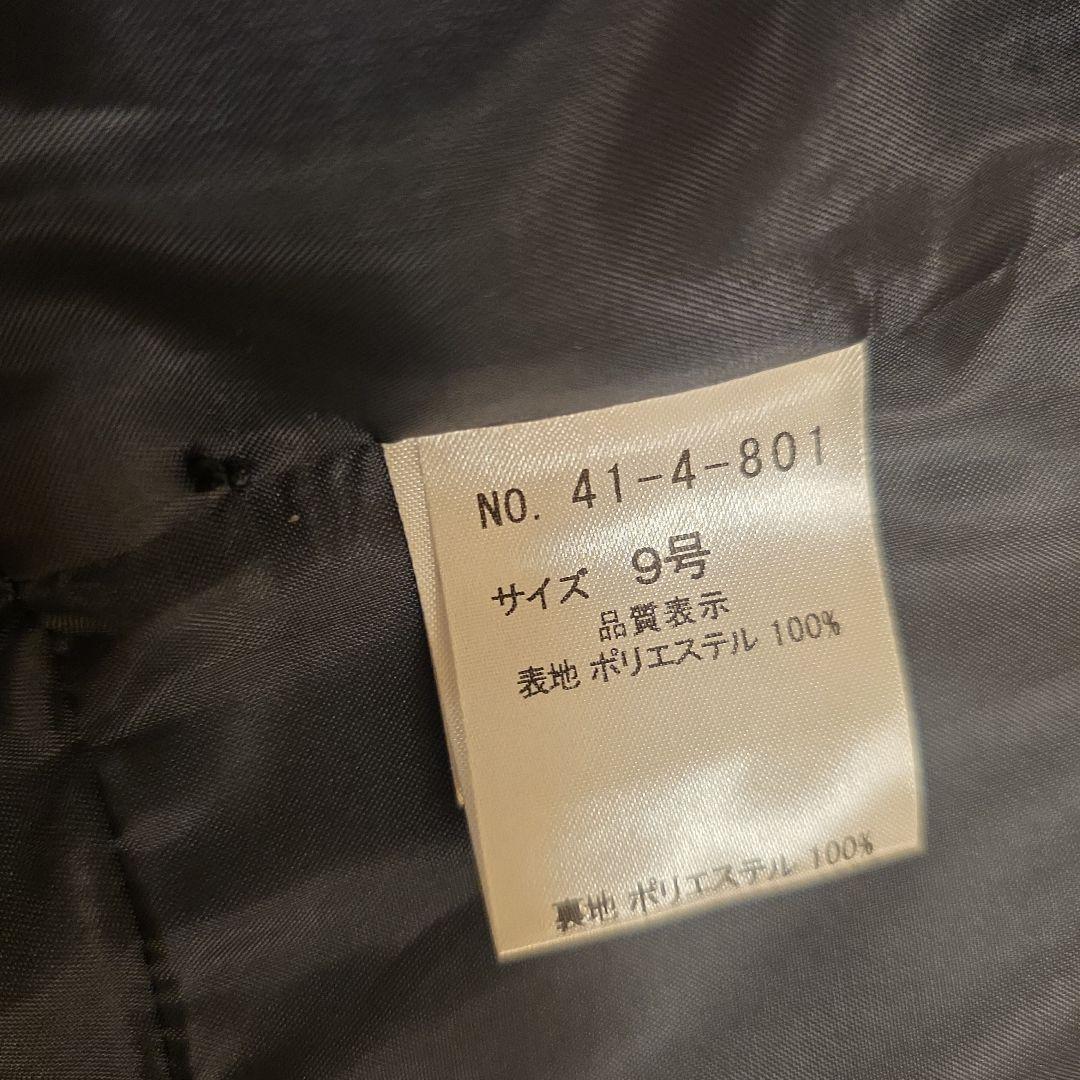 NO. 41-4-801
サイズ 9号
品質表示
表地 ポリエステル 100%
裏地 ポリエステル 100%